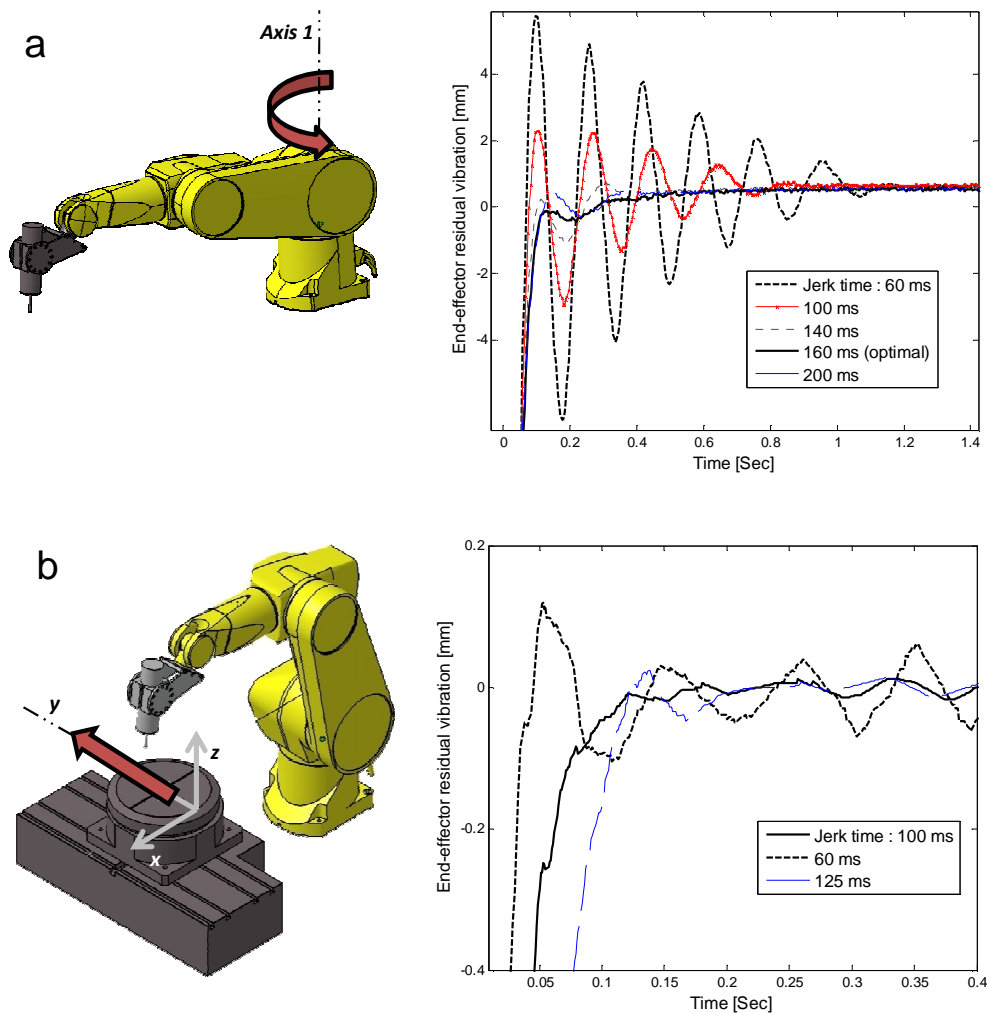 a
Axis 1
End-effector residual vibration [mm]
4
2
0
-2
-4
Jerk time : 60 ms
100 ms
140 ms
160 ms (optimal)
200 ms
0
0.2
0.4
0.6
0.8
1
1.2
1.4
Time [Sec]
b
y
z
x
End-effector residual vibration [mm]
0.2
0
-0.2
-0.4
Jerk time : 100 ms
60 ms
125 ms
0.05
0.1
0.15
0.2
0.25
0.3
0.35
0.4
Time [Sec]